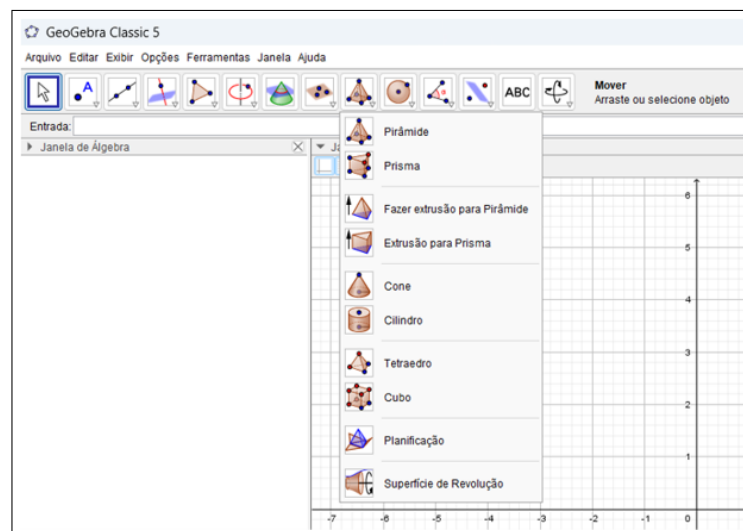 GeoGebra Classic 5
Arquivo Editar Exibir Opções Ferramentas Janela Ajuda
A ABC Mover
Arraste ou selecione objeto
Entrada:
Janela de Álgebra
Pirâmide
Prisma
Fazer extrusão para Pirâmide
Extrusão para Prisma
Cone
Cilindro
Tetraedro
Cubo
Planificação
Superfície de Revolução
6
5
4
3
2
1
-7 -6 -5 -4 -3 -2 -1 0